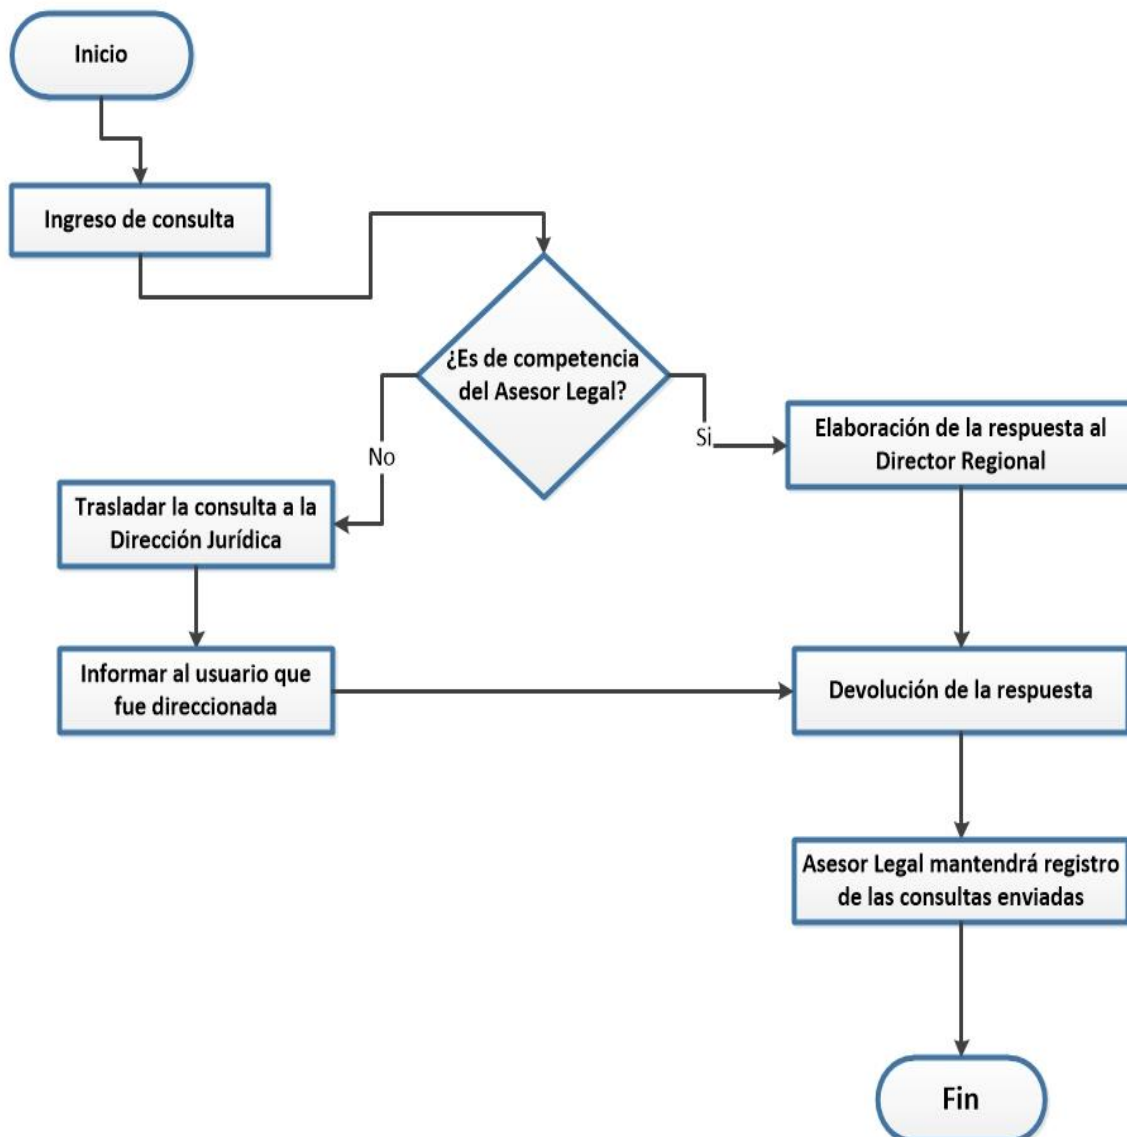 Inicio
Ingreso de consulta
¿Es de competencia
del Asesor Legal?
Si
No
Elaboración de la respuesta al
Director Regional
Trasladar la consulta a la
Dirección Jurídica
Informar al usuario que
fue direccionada
Devolución de la respuesta
Asesor Legal mantendrá registro
de las consultas enviadas
Fin